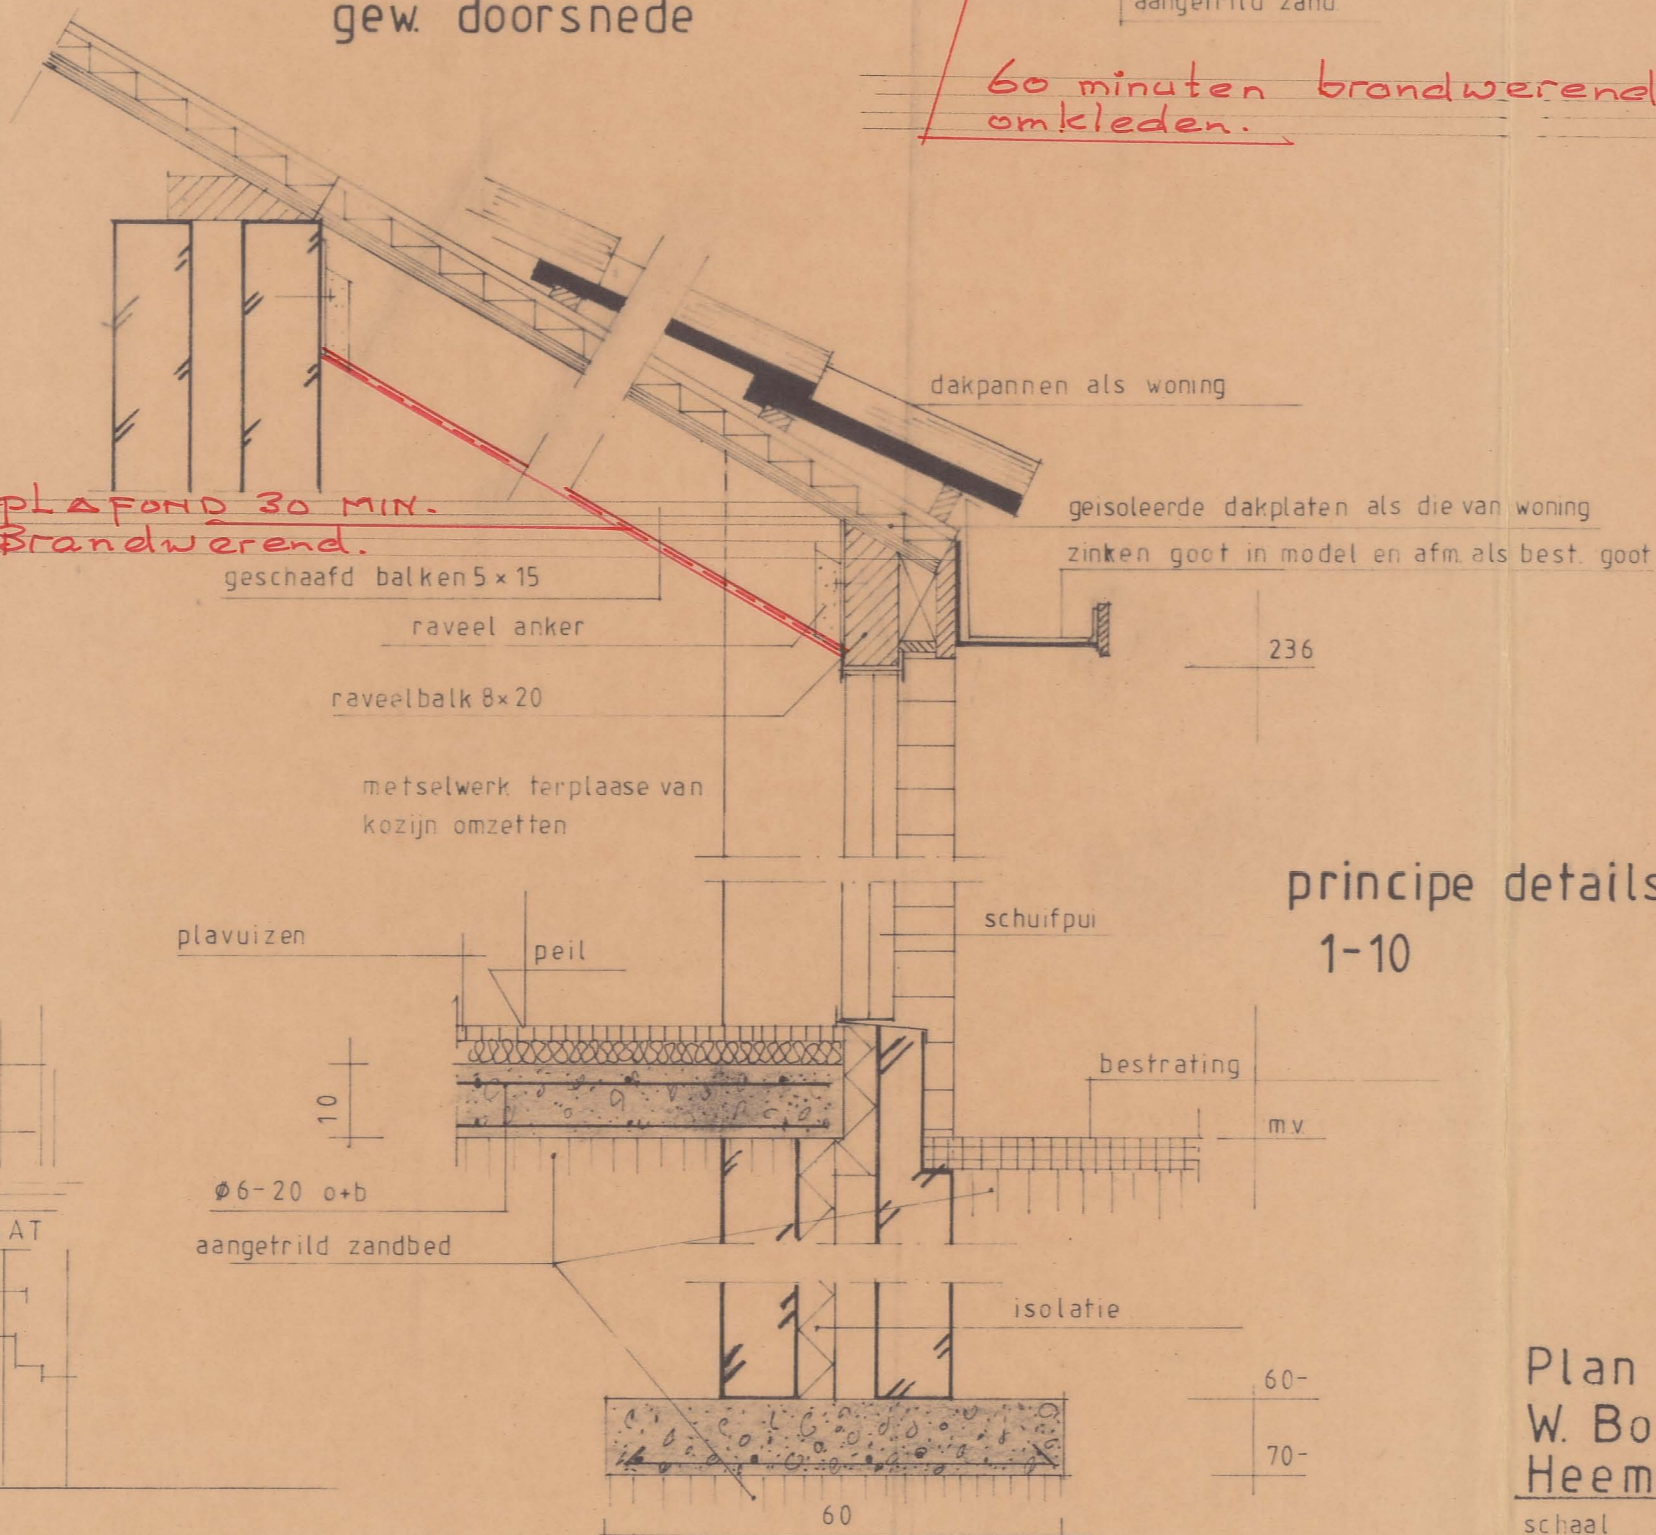 gew. doorsnede
aangetrild zand
60 minuten brandwerend
omkleden.
dakpannen als woning
PLAFOND 30 MIN.
Brandwerend.
geisoleerde dakplaten als die van woning
zinken goot in model en afm. als best. goot
geschaafd balken 5 x 15
raveel anker
236
raveelbalk 8x20
metselwerk terplaase van
kozijn omzetten
principe details
1-10
schuifpui
plavuizen
peil
bestrating
10
m.v.
ø6-20 o+b
AT
aangetrild zandbed
isolatie
60-
70-
60
Plan
W. Bo
Heem
schaal